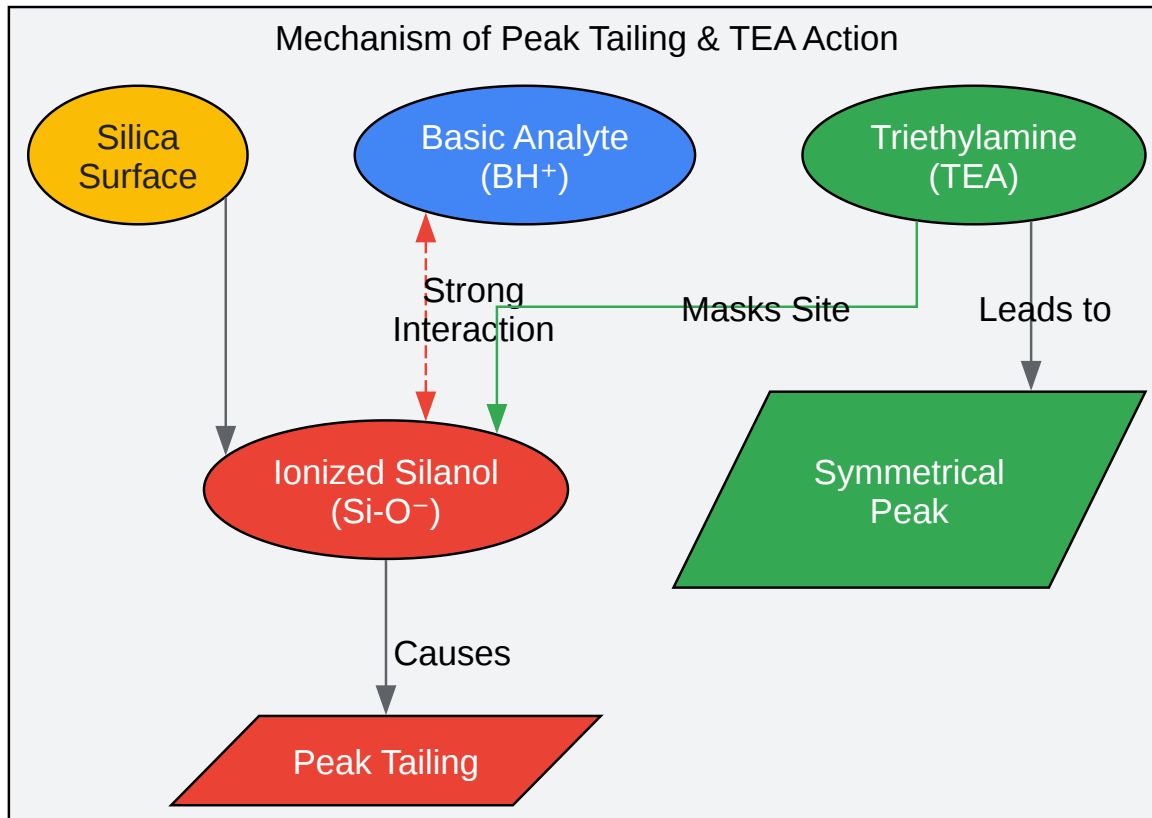 Mechanism of Peak Tailing & TEA Action
Silica
Surface
Basic Analyte
(BH⁺)
Triethylamine
(TEA)
Strong
Interaction
Masks Site
Leads to
Ionized Silanol
(Si-O⁻)
Symmetrical
Peak
Causes
Peak Tailing